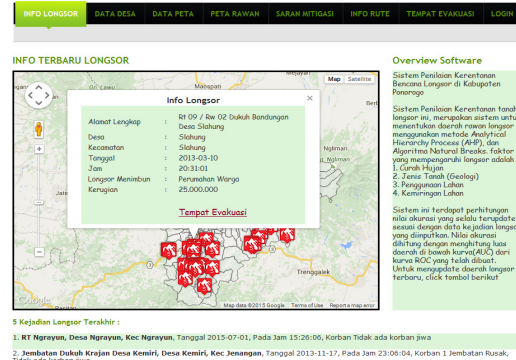 INFO LONGSOR DATA DESA DATA PETA PETA RAWAN SARAN MITIGASI INFO RUTE TEMPAT EVAKUASI LOGIN
INFO TERBARU LONGSOR
Map Satellite
Maospati
Info Longsor
Alamat Lengkap : Rt 09 / Rw 02 Dukuh Bandungan
Desa Slahung
Desa : Slahung
Kecamatan : Slahung
Tanggal : 2013-03-10
Jam : 20:31:01
Longsor Menimbun : Perumahan Warga
Kerugian : 25.000.000
Tempat Evakuasi
Trenggalek
Google
Map data ©2015 Google Terms of Use Report a map error
Overview Software
Sistem Penilaian Kerentanan
Bencana Longsor di Kabupaten
Ponorogo
Sistem Penilaian Kerentanan tanah
longsor ini, merupakan sistem untu
menentukan daerah rawan longsor
menggunakan metode Analytical
Hierarchy Process (AHP), dan
Algoritma Natural Breaks. faktor
yang mempengaruhi longsor adalah
1. Curah Hujan
2. Jenis Tanah (Geologi)
3. Penggunaan Lahan
4. Kemiringan Lahan
Sistem ini terdapat perhitungan
nilai akurasi yang selalu terupdate
sesuai dengan data kejadian longso
yang diinputkan. Nilai akurasi
dihitung dengan menghitung luas
daerah di bawah kurva(AUC) dari
kurva ROC yang telah dibuat.
Untuk mengupdate daerah longsor
terbaru, click tombol berikut
5 Kejadian Longsor Terakhir :
1. RT Ngrayun, Desa Ngrayun, Kec Ngrayun, Tanggal 2015-07-01, Pada Jam 15:26:06, Korban Tidak ada korban jiwa
2. Jembatan Dukuh Krajan Desa Kemiri, Desa Kemiri, Kec Jenangan, Tanggal 2013-11-17, Pada Jam 23:06:04, Korban 1 Jembatan Rusak,
Tidak ada korban jiwa